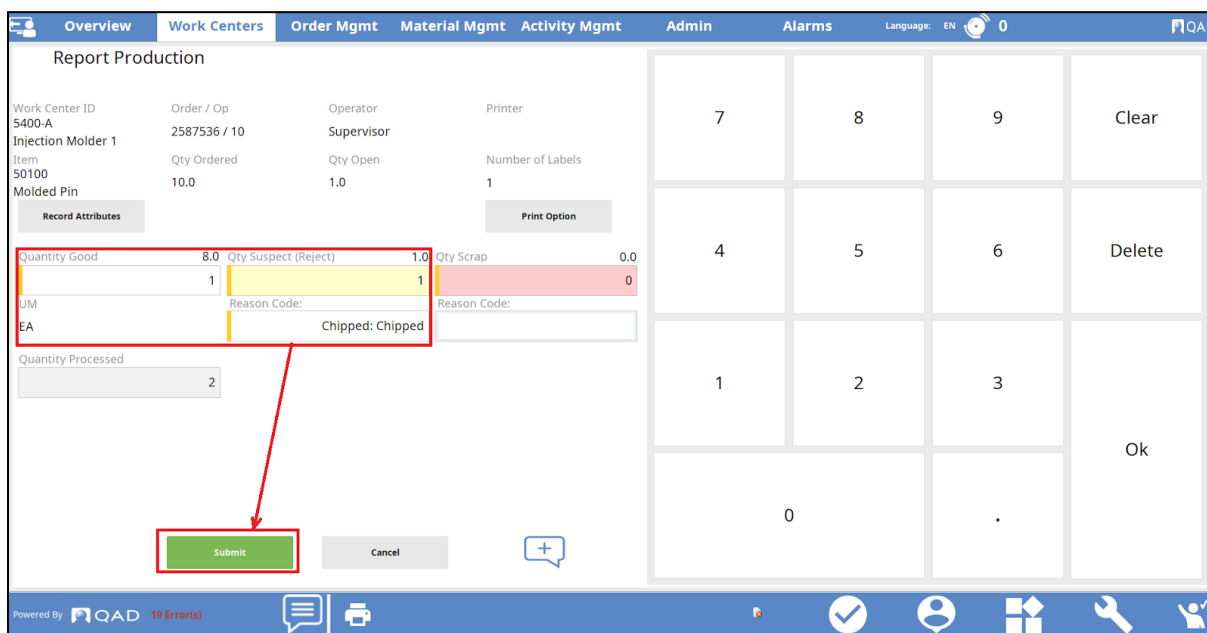 Overview Work Centers Order Mgmt Material Mgmt Activity Mgmt Admin Alarms Language: EN 0 QA
Report Production
Work Center ID Order / Op Operator Printer
5400-A 2587536 / 10 Supervisor
Injection Molder 1
Item Qty Ordered Qty Open Number of Labels
50100 10.0 1.0 1
Molded Pin
Record Attributes Print Option
Quantity Good 8.0 Qty Suspect (Reject) 1.0 Qty Scrap 0.0
1 1 0
UM Reason Code: Reason Code:
EA Chipped: Chipped
Quantity Processed
2
Submit Cancel
7 8 9 Clear
4 5 6 Delete
1 2 3
Ok
0 .
Powered By QAD 19 Error(s)